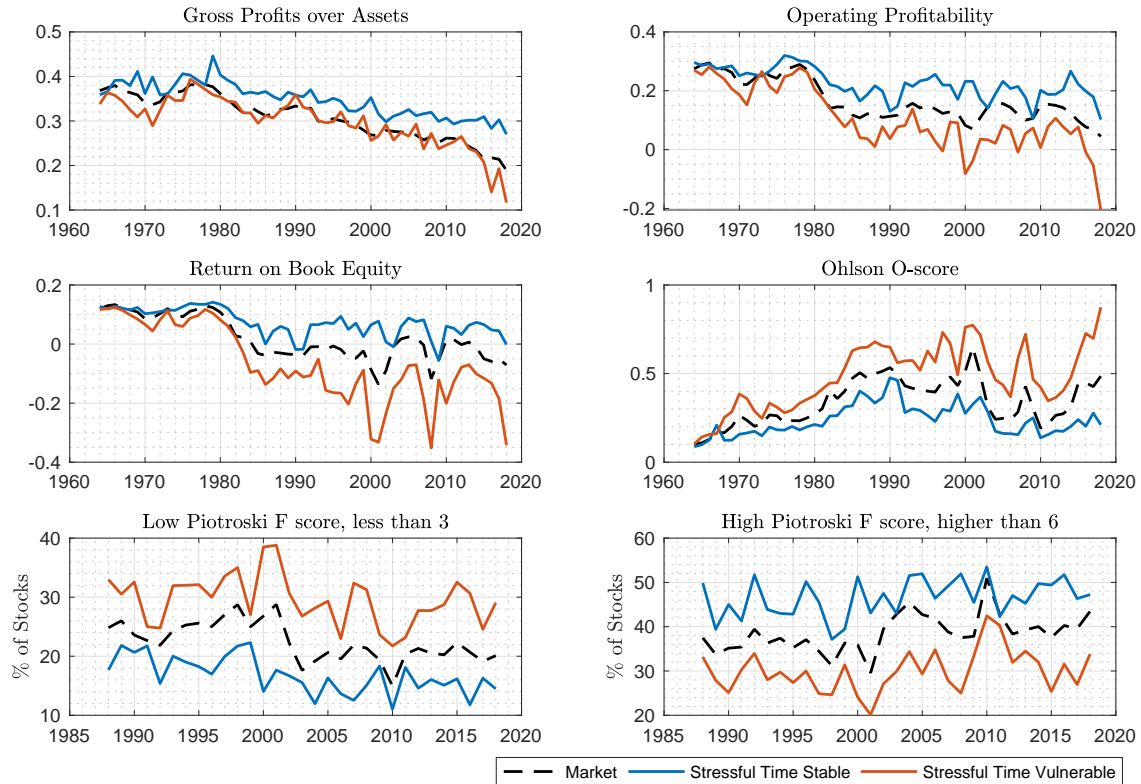 Gross Profits over Assets
0.5
0.4
0.3
0.2
0.1
1960 1970 1980 1990 2000 2010 2020
Operating Profitability
0.4
0.2
0
-0.2
1960 1970 1980 1990 2000 2010 2020
Return on Book Equity
0.2
0
-0.2
-0.4
1960 1970 1980 1990 2000 2010 2020
Ohlson O-score
1
0.5
0
1960 1970 1980 1990 2000 2010 2020
Low Piotroski F score, less than 3
% of Stocks
40
30
20
10
1985 1990 1995 2000 2005 2010 2015 2020
High Piotroski F score, higher than 6
% of Stocks
60
50
40
30
20
1985 1990 1995 2000 2005 2010 2015 2020
Market Stressful Time Stable Stressful Time Vulnerable